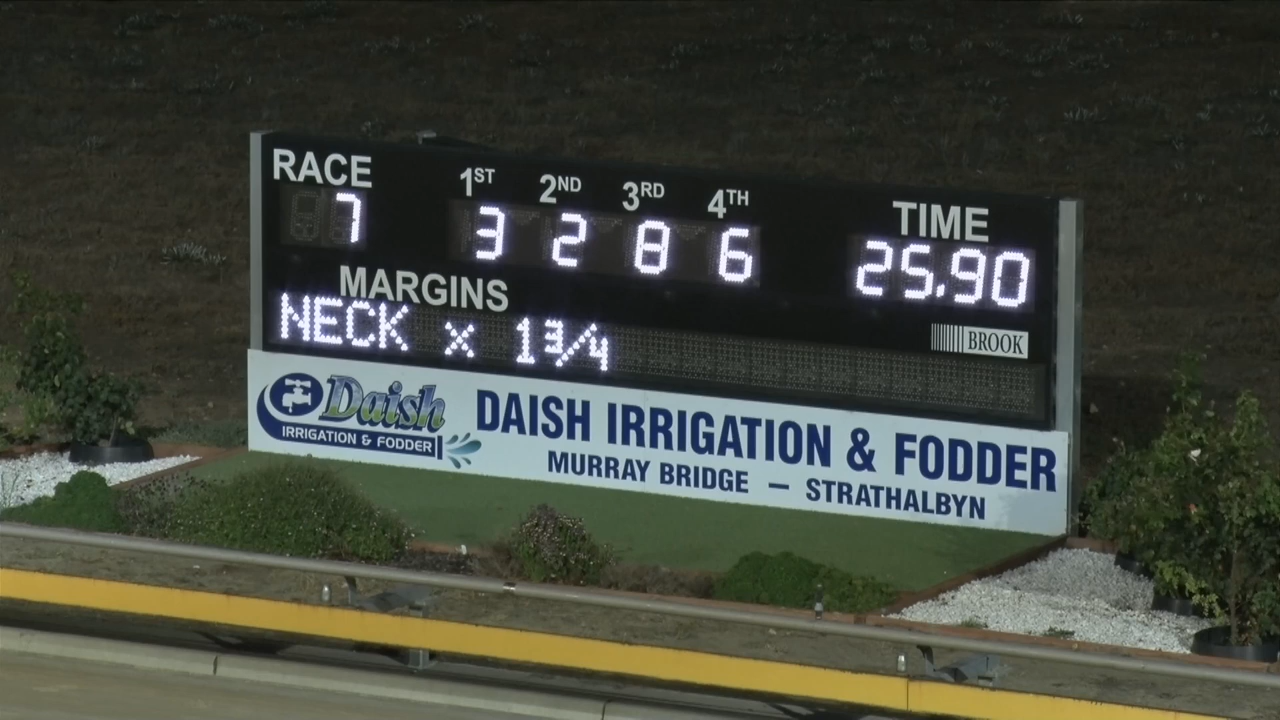 RACE 1ST 2ND 3RD 4TH TIME
7 3 2 8 6 25.90
MARGINS
NECK x 1¾
BROOK
Daish
IRRIGATION & FODDER
DAISH IRRIGATION & FODDER
MURRAY BRIDGE – STRATHALBYN